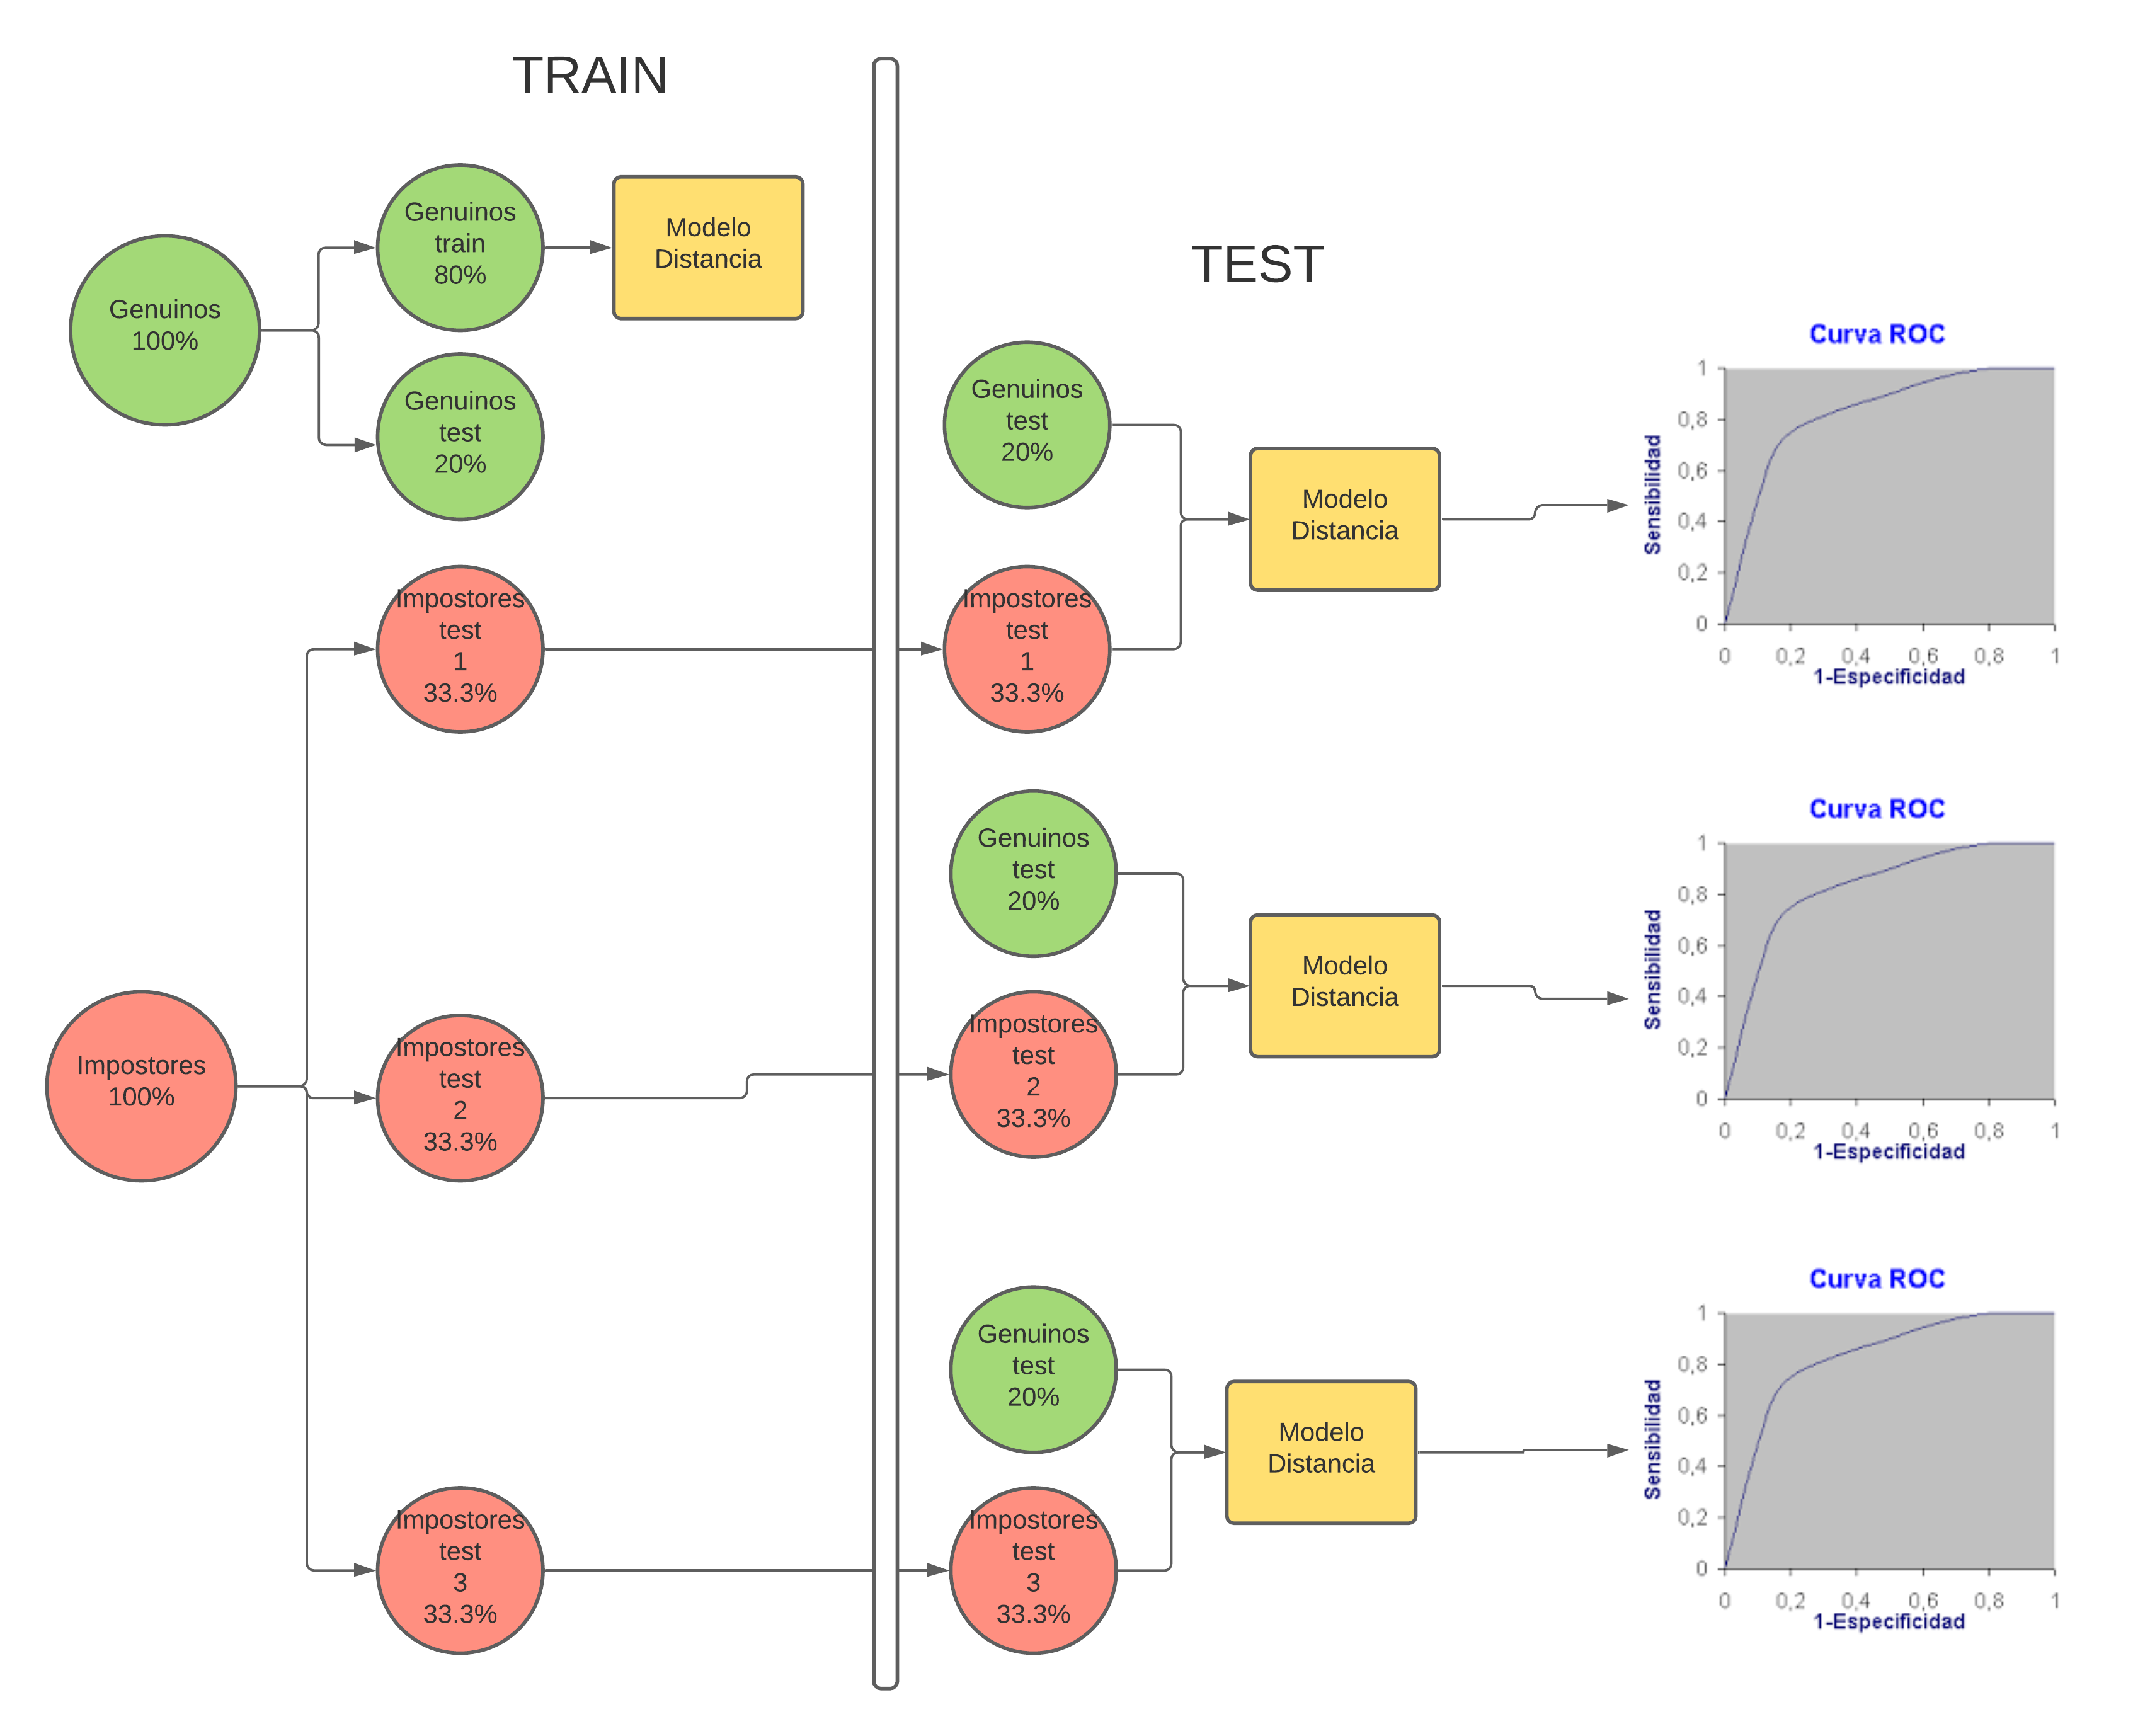 TRAIN
Genuinos
100%
Genuinos
train
80%
Modelo
Distancia
Genuinos
test
20%
Impostores
test
1
33.3%
Impostores
100%
Impostores
test
2
33.3%
Impostores
test
3
33.3%
TEST
Genuinos
test
20%
Impostores
test
1
33.3%
Modelo
Distancia
Curva ROC
Sensibilidad
1
0,8
0,6
0,4
0,2
0
0 0,2 0,4 0,6 0,8 1
1-Especificidad
Genuinos
test
20%
Impostores
test
2
33.3%
Modelo
Distancia
Curva ROC
Sensibilidad
1
0,8
0,6
0,4
0,2
0
0 0,2 0,4 0,6 0,8 1
1-Especificidad
Genuinos
test
20%
Impostores
test
3
33.3%
Modelo
Distancia
Curva ROC
Sensibilidad
1
0,8
0,6
0,4
0,2
0
0 0,2 0,4 0,6 0,8 1
1-Especificidad